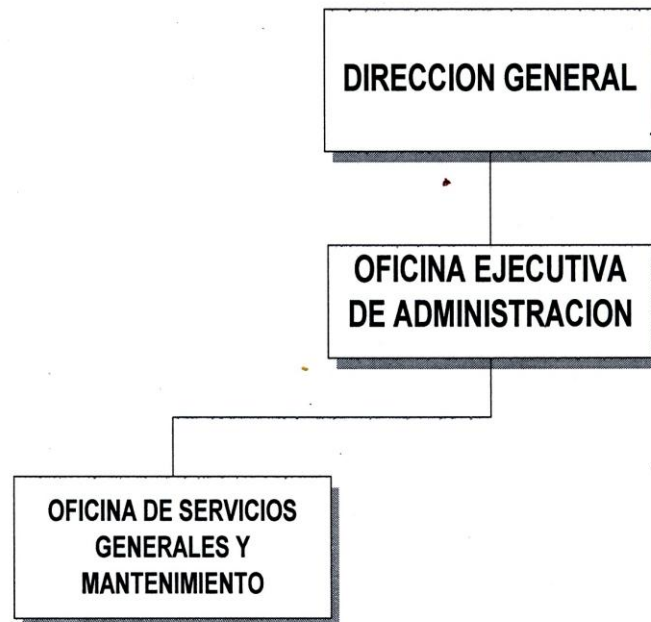 DIRECCION GENERAL
OFICINA EJECUTIVA
DE ADMINISTRACION
OFICINA DE SERVICIOS
GENERALES Y
MANTENIMIENTO